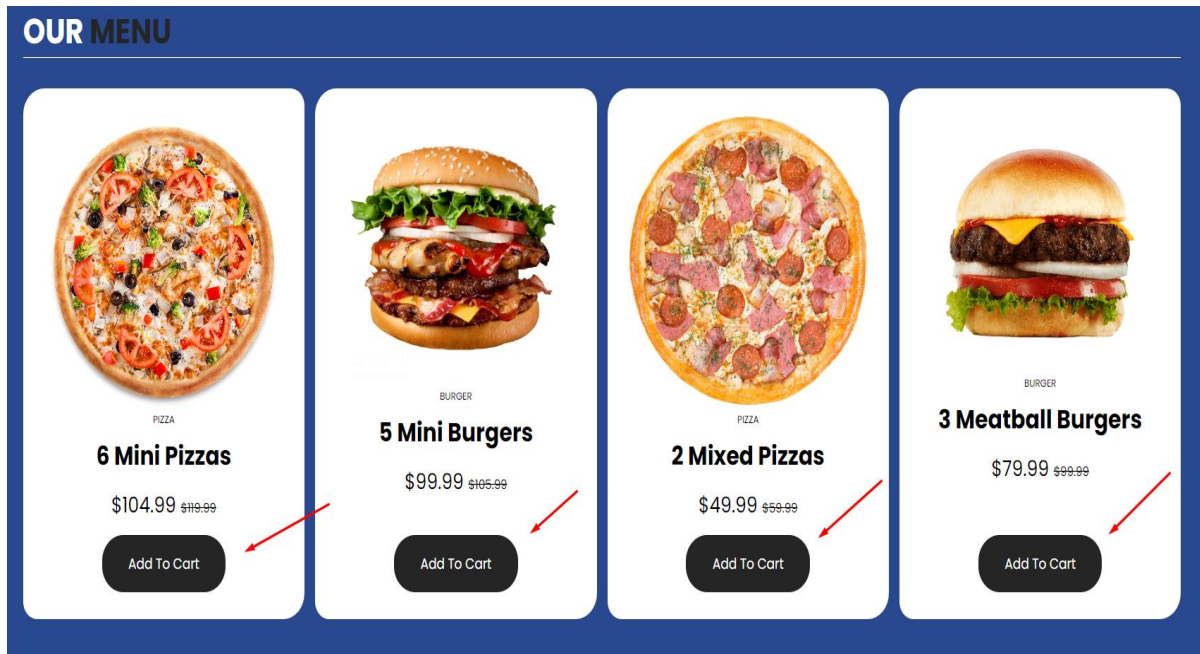 OUR MENU
PIZZA
6 Mini Pizzas
$104.99 $119.99
Add To Cart
BURGER
5 Mini Burgers
$99.99 $105.99
Add To Cart
PIZZA
2 Mixed Pizzas
$49.99 $59.99
Add To Cart
BURGER
3 Meatball Burgers
$79.99 $99.99
Add To Cart